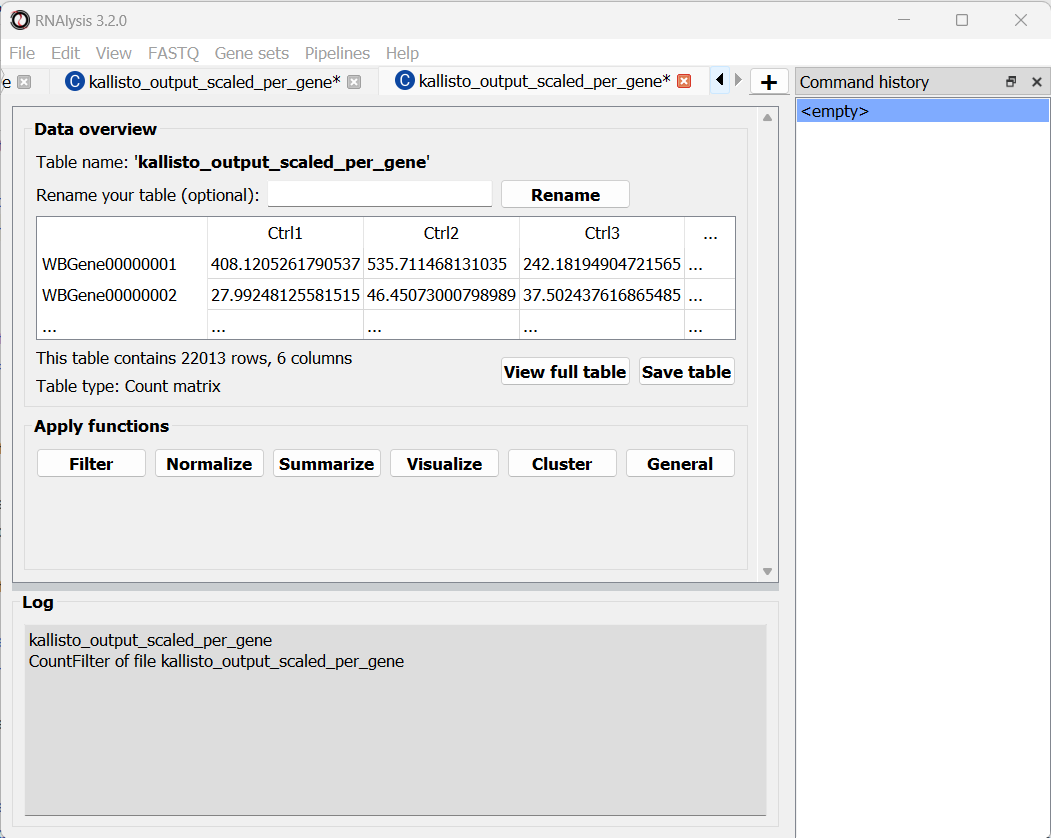 RNAlysis 3.2.0
File Edit View FASTQ Gene sets Pipelines Help
e kallisto_output_scaled_per_gene* kallisto_output_scaled_per_gene* Command history
<empty>
Data overview
Table name: 'kallisto_output_scaled_per_gene'
Rename your table (optional): Rename
Ctrl1 Ctrl2 Ctrl3 ...
WBGene00000001 408.1205261790537 535.711468131035 242.18194904721565 ...
WBGene00000002 27.99248125581515 46.45073000798989 37.502437616865485 ...
... ... ... ... ...
This table contains 22013 rows, 6 columns
View full table Save table
Table type: Count matrix
Apply functions
Filter Normalize Summarize Visualize Cluster General
Log
kallisto_output_scaled_per_gene
CountFilter of file kallisto_output_scaled_per_gene